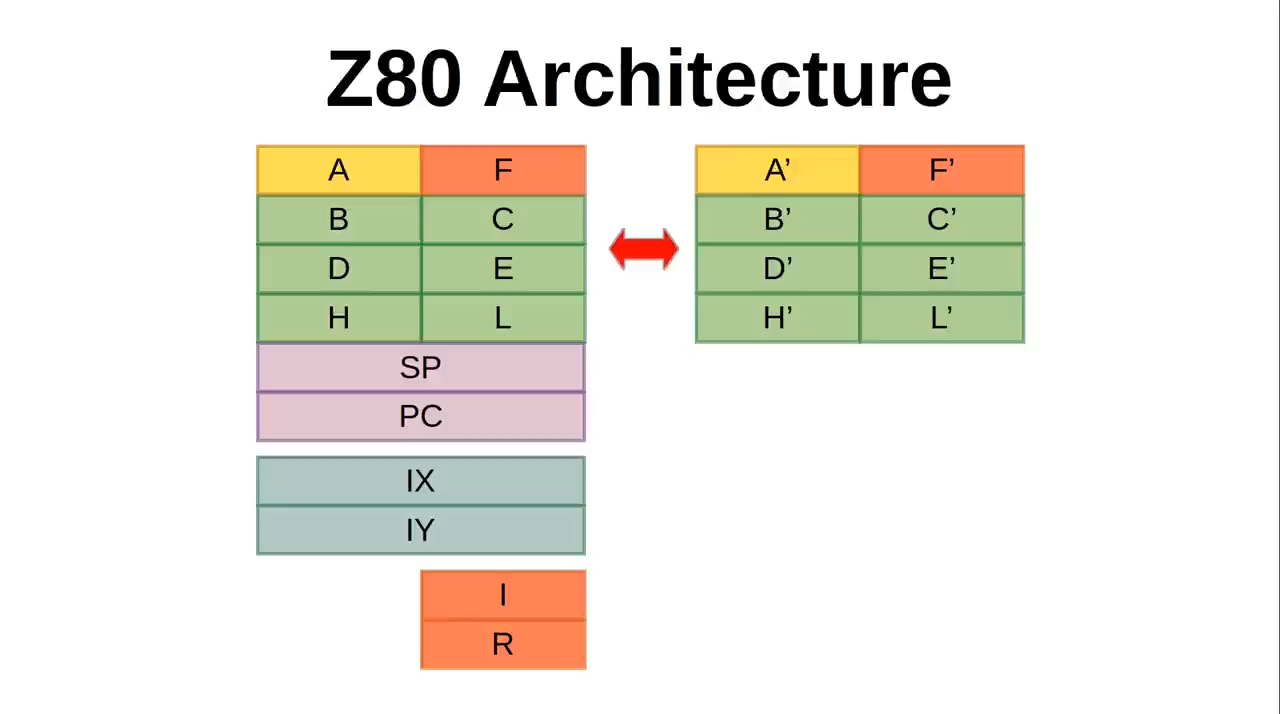 Z80 Architecture
A F A’ F’
B C B’ C’
D E D’ E’
H L H’ L’
SP
PC
IX
IY
I
R